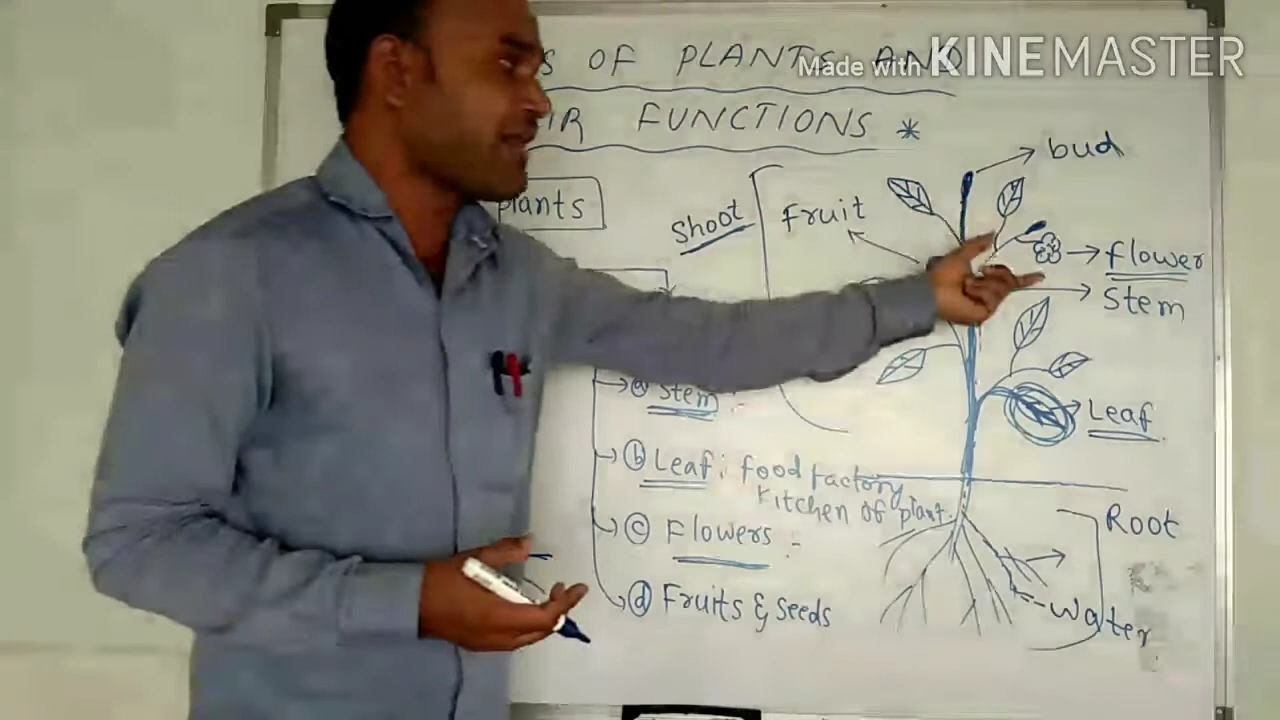 OF PLANTS AND
Made with KINEMASTER
FUNCTIONS *
plants
Shoot
Fruit
bud
flower
Stem
Leaf
Root
Water
(a) Stem :-
(b) Leaf : food factory
Kitchen of plant.
(c) Flowers :-
(d) Fruits & Seeds